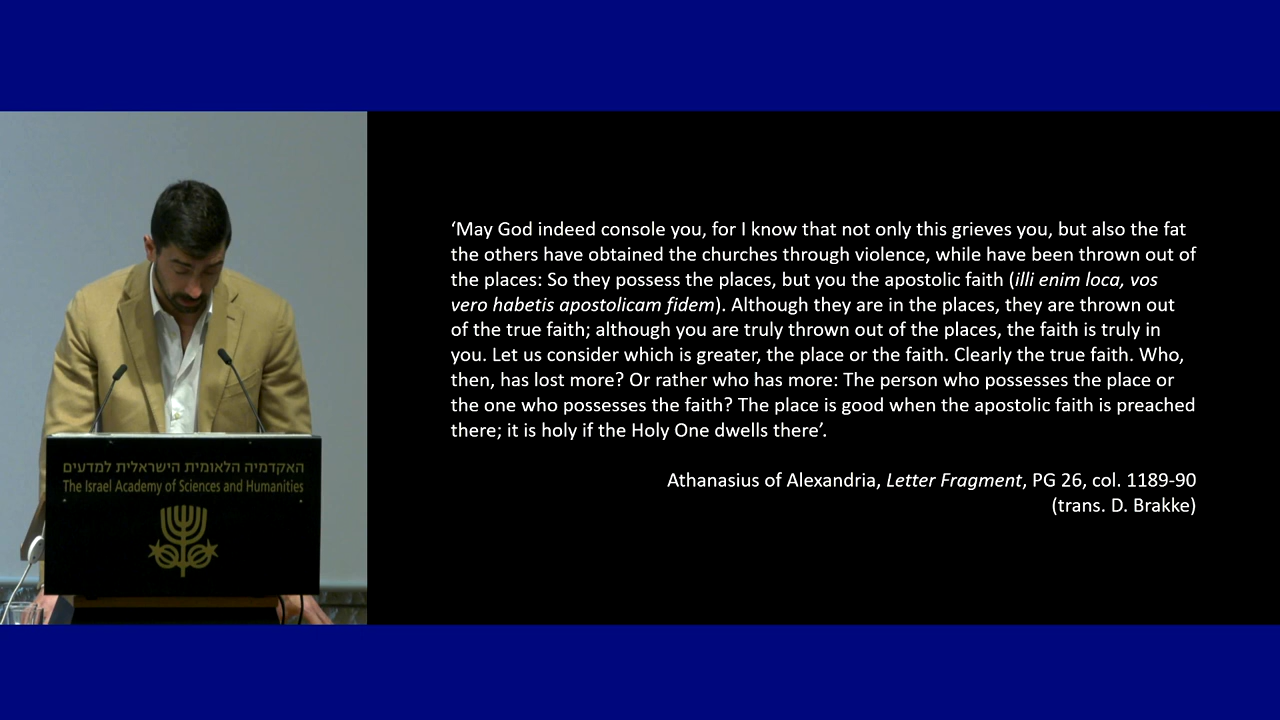 האקדמיה הלאומית הישראלית למדעים
The Israel Academy of Sciences and Humanities
‘May God indeed console you, for I know that not only this grieves you, but also the fat
the others have obtained the churches through violence, while have been thrown out of
the places: So they possess the places, but you the apostolic faith (illi enim loca, vos
vero habetis apostolicam fidem). Although they are in the places, they are thrown out
of the true faith; although you are truly thrown out of the places, the faith is truly in
you. Let us consider which is greater, the place or the faith. Clearly the true faith. Who,
then, has lost more? Or rather who has more: The person who possesses the place or
the one who possesses the faith? The place is good when the apostolic faith is preached
there; it is holy if the Holy One dwells there’.
Athanasius of Alexandria, Letter Fragment, PG 26, col. 1189-90
(trans. D. Brakke)